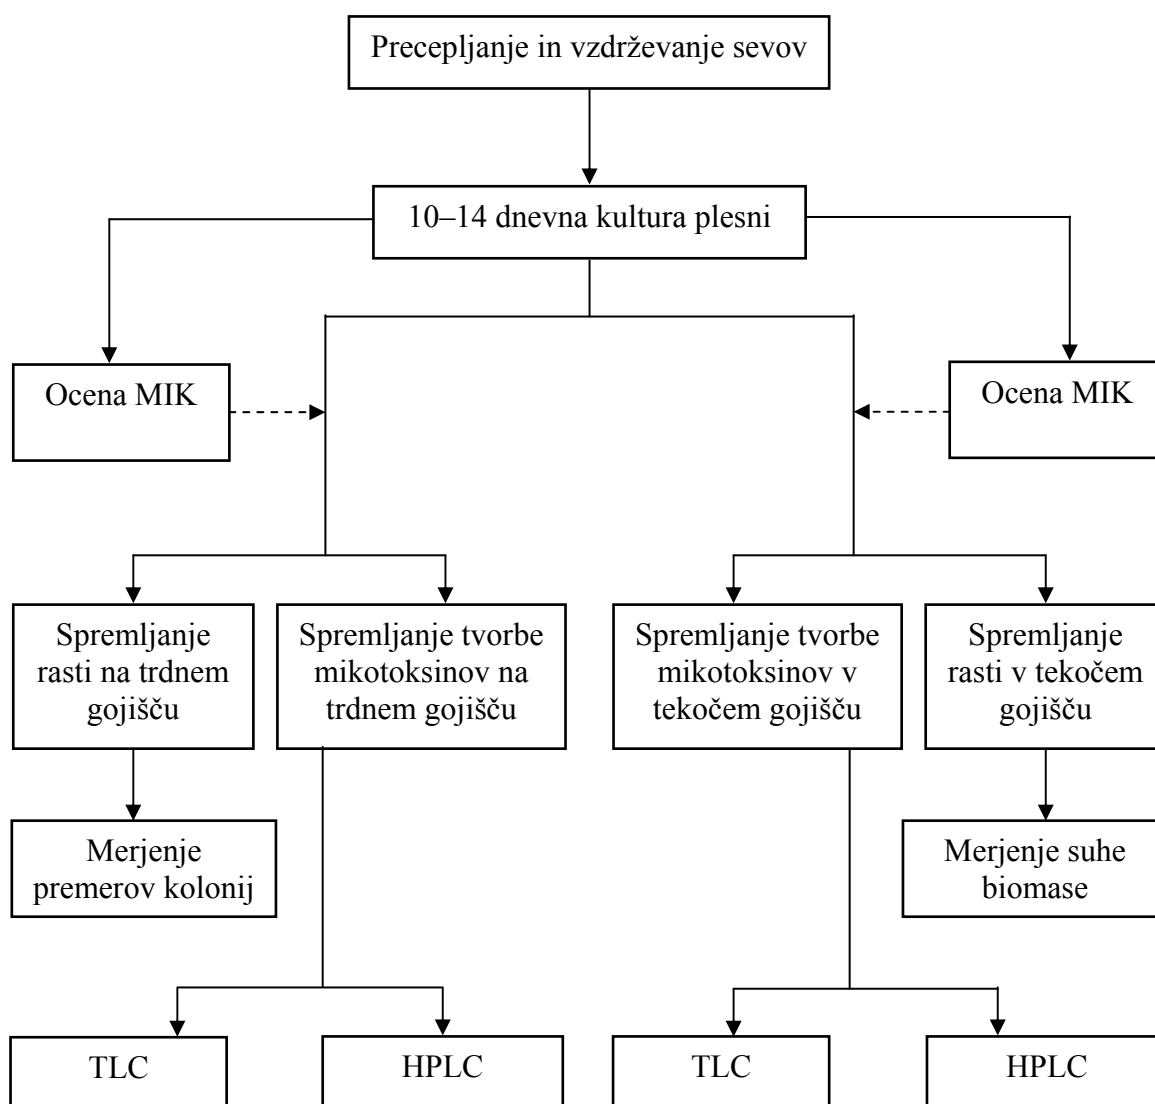 Precepljanje in vzdrževanje sevov
10–14 dnevna kultura plesni
Ocena MIK
Ocena MIK
Spremljanje
rasti na trdnem
gojišču
Spremljanje tvorbe
mikotoksinov na
trdnem gojišču
Spremljanje tvorbe
mikotoksinov v
tekočem gojišču
Spremljanje
rasti v tekočem
gojišču
Merjenje
premerov kolonij
Merjenje suhe
biomase
TLC
HPLC
TLC
HPLC